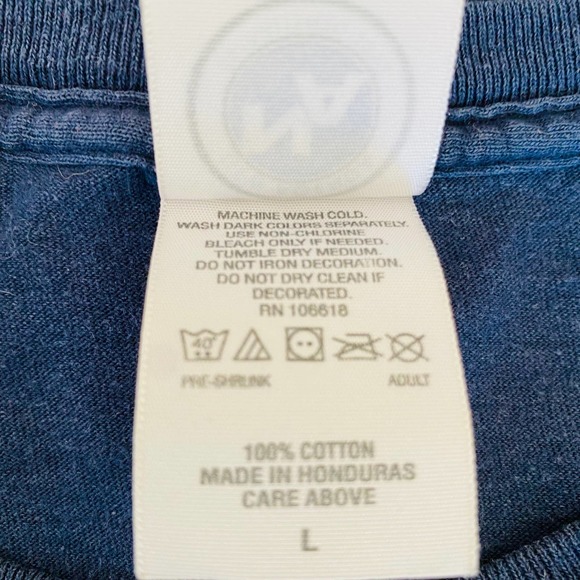 MACHINE WASH COLD.
WASH DARK COLORS SEPARATELY.
USE NON-CHLORINE
BLEACH ONLY IF NEEDED.
TUMBLE DRY MEDIUM.
DO NOT IRON DECORATION.
DO NOT DRY CLEAN IF
DECORATED.
RN 106618
40°
PRE-SHRUNK ADULT
100% COTTON
MADE IN HONDURAS
CARE ABOVE
L